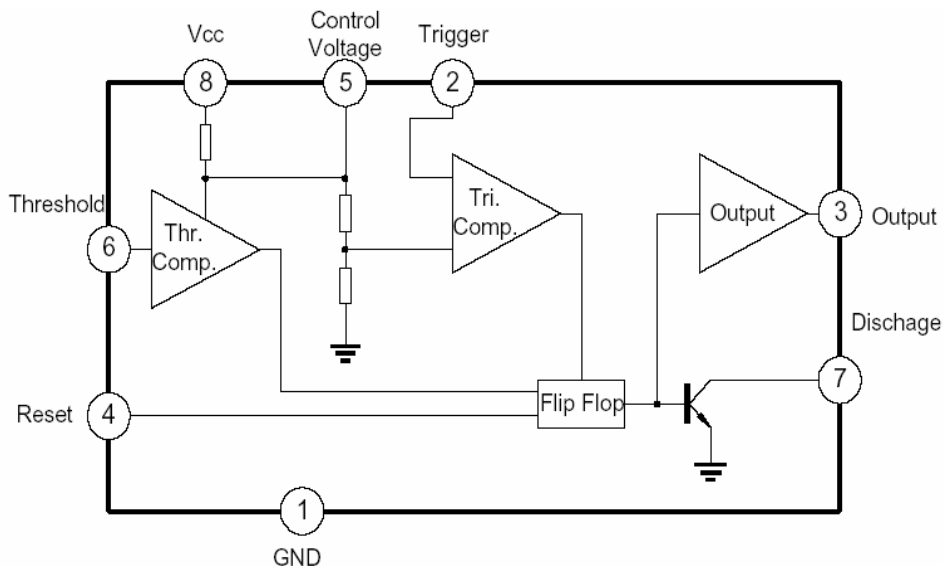 Vcc
Control
Voltage
Trigger
8
5
2
Threshold
6
Thr.
Comp.
Tri.
Comp.
Output
3
Output
Dischage
7
Reset
4
Flip Flop
1
GND